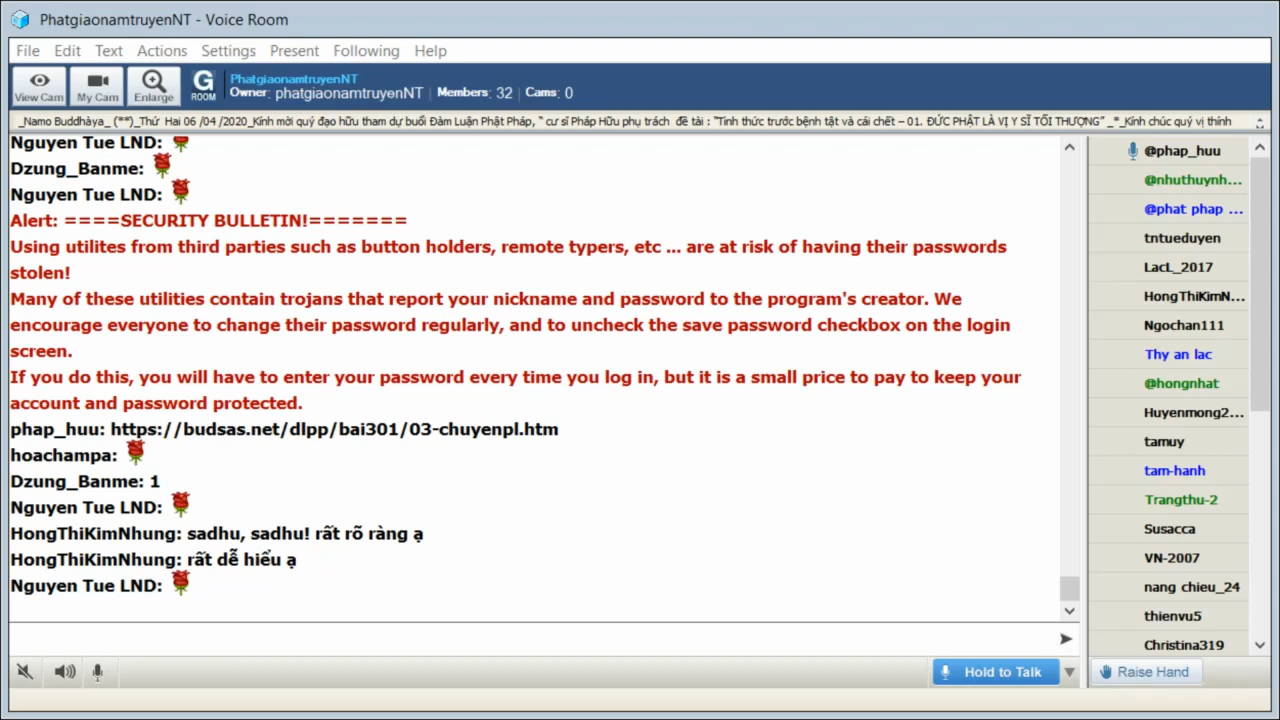 PhatgiaonamtruyenNT - Voice Room
File Edit Text Actions Settings Present Following Help
View Cam
My Cam
Enlarge
G
ROOM
PhatgiaonamtruyenNT
Owner: phatgiaonamtruyenNT | Members: 32 | Cams: 0
_Namo Buddhàya_ (**)_Thứ Hai 06 /04 /2020_Kính mời quý đạo hữu tham dự buổi Đàm Luận Phật Pháp, “ cư sĩ Pháp Hữu phụ trách đề tài : “Tinh thức trước bệnh tật và cái chết – 01. ĐỨC PHẬT LÀ VỊ Y SĨ TỐI THƯỢNG” _*_Kính chúc quý vị thính
Nguyen Tue LND:
Dzung_Banme:
Nguyen Tue LND:
Alert: ====SECURITY BULLETIN!=======
Using utilites from third parties such as button holders, remote typers, etc ... are at risk of having their passwords
stolen!
Many of these utilities contain trojans that report your nickname and password to the program's creator. We
encourage everyone to change their password regularly, and to uncheck the save password checkbox on the login
screen.
If you do this, you will have to enter your password every time you log in, but it is a small price to pay to keep your
account and password protected.
phap_huu: https://budsas.net/dlpp/bai301/03-chuyenpl.htm
hoachampa:
Dzung_Banme: 1
Nguyen Tue LND:
HongThiKimNhung: sadhu, sadhu! rất rõ ràng ạ
HongThiKimNhung: rất dễ hiểu ạ
Nguyen Tue LND:
@phap_huu
@nhuthuynh...
@phat phap ...
tntueduyen
LacL_2017
HongThiKimN...
Ngochan111
Thy an lac
@hongnhat
Huyenmong2...
tamuy
tam-hanh
Trangthu-2
Susacca
VN-2007
nang chieu_24
thienvu5
Christina319
Hold to Talk
Raise Hand